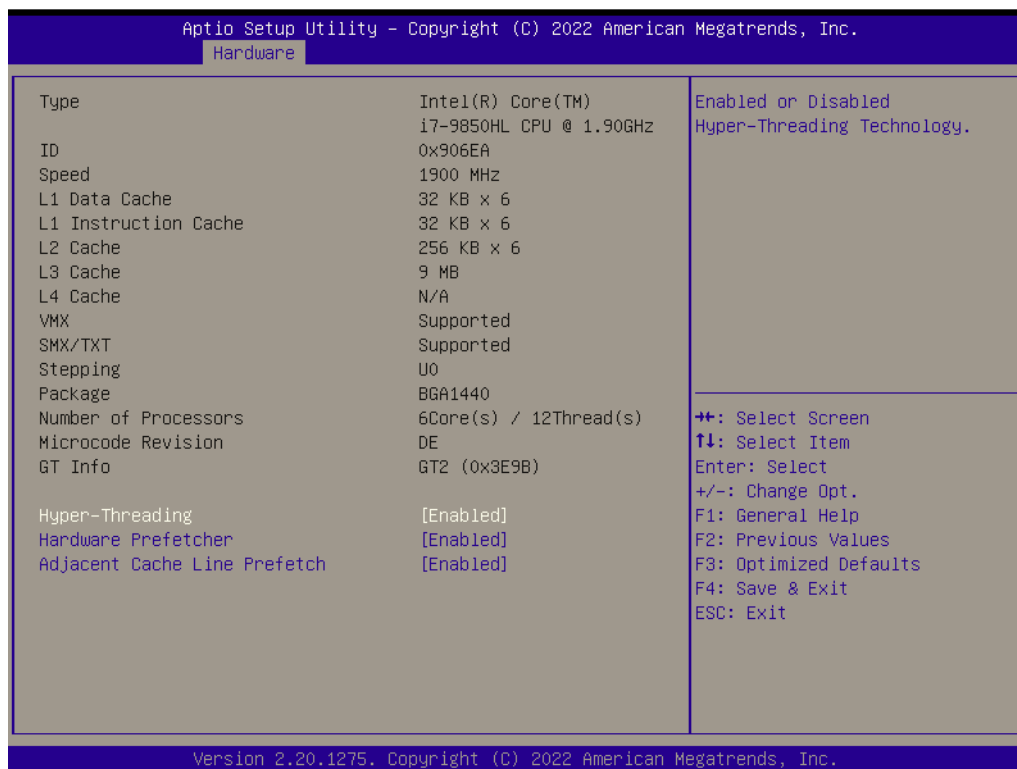 Aptio Setup Utility – Copyright (C) 2022 American Megatrends, Inc.
Hardware
Type Intel(R) Core(TM)
i7-9850HL CPU @ 1.90GHz
ID 0x906EA
Speed 1900 MHz
L1 Data Cache 32 KB x 6
L1 Instruction Cache 32 KB x 6
L2 Cache 256 KB x 6
L3 Cache 9 MB
L4 Cache N/A
VMX Supported
SMX/TXT Supported
Stepping U0
Package BGA1440
Number of Processors 6Core(s) / 12Thread(s)
Microcode Revision DE
GT Info GT2 (0x3E9B)
Hyper-Threading [Enabled]
Hardware Prefetcher [Enabled]
Adjacent Cache Line Prefetch [Enabled]
Enabled or Disabled
Hyper-Threading Technology.
→←: Select Screen
↑↓: Select Item
Enter: Select
+/-: Change Opt.
F1: General Help
F2: Previous Values
F3: Optimized Defaults
F4: Save & Exit
ESC: Exit
Version 2.20.1275. Copyright (C) 2022 American Megatrends, Inc.